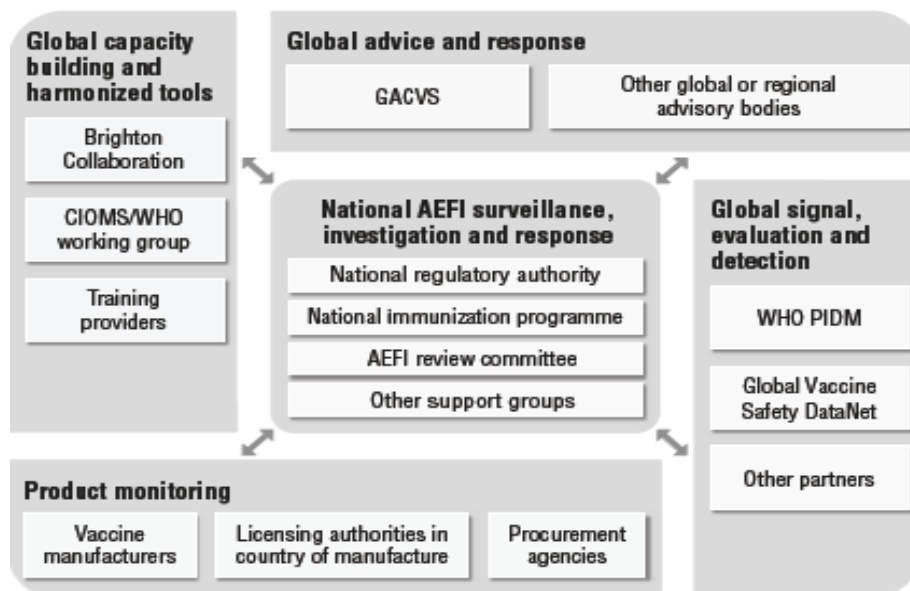 Global capacity
building and
harmonized tools
Brighton
Collaboration
CIOMS/WHO
working group
Training
providers
Global advice and response
GACVS
Other global or regional
advisory bodies
National AEFI surveillance,
investigation and response
National regulatory authority
National immunization programme
AEFI review committee
Other support groups
Global signal,
evaluation and
detection
WHO PIDM
Global Vaccine
Safety DataNet
Other partners
Product monitoring
Vaccine
manufacturers
Licensing authorities in
country of manufacture
Procurement
agencies